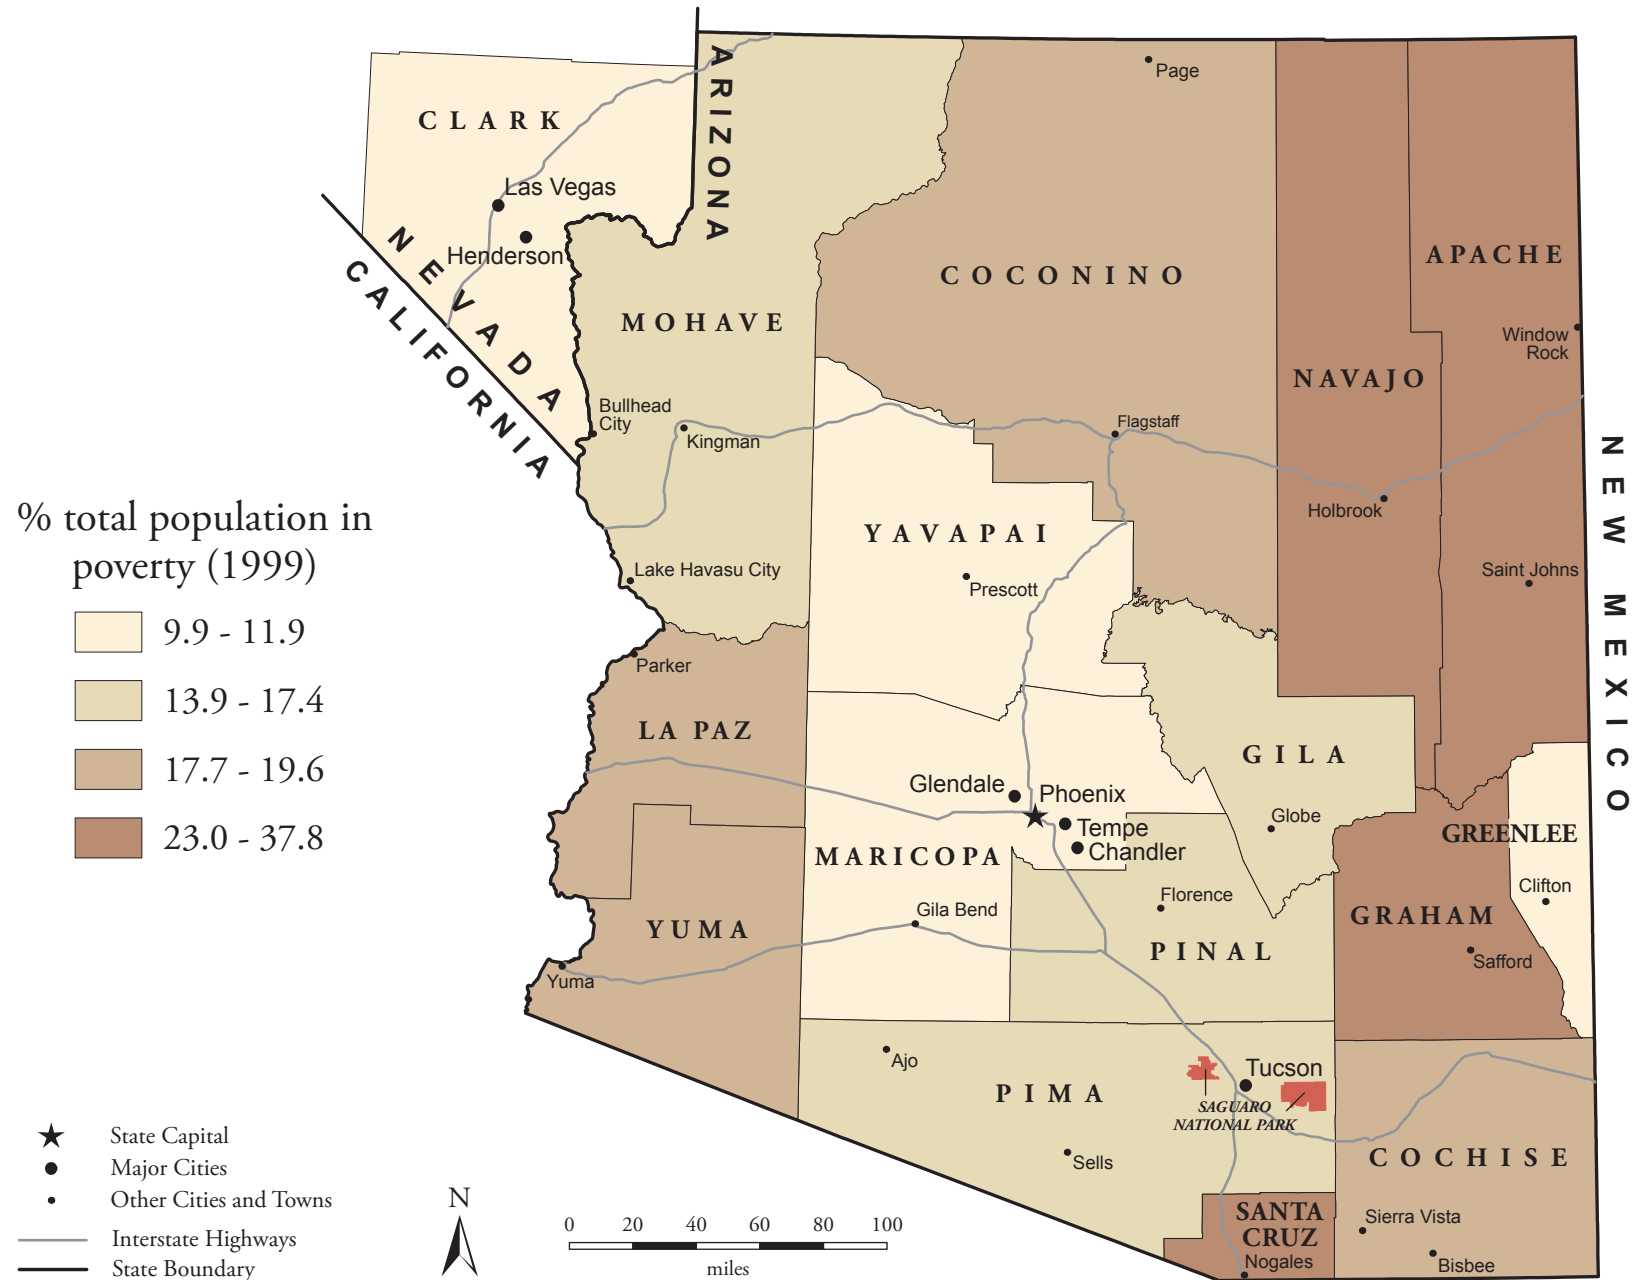 ARIZONA
Page
CLARK
Las Vegas
Henderson
NEVADA
CALIFORNIA
MOHAVE
COCONINO
APACHE
Window
Rock
NAVAJO
Bullhead
City
Kingman
Flagstaff
NEW MEXICO
Holbrook
% total population in
poverty (1999)
9.9 - 11.9
13.9 - 17.4
17.7 - 19.6
23.0 - 37.8
YAVAPAI
Prescott
Lake Havasu City
Saint Johns
Parker
LA PAZ
GILA
Glendale
Phoenix
Tempe
Chandler
Globe
GREENLEE
MARICOPA
Clifton
Florence
Gila Bend
GRAHAM
YUMA
PINAL
Safford
Yuma
Ajo
Tucson
PIMA
SAGUARO
NATIONAL PARK
Sells
COCHISE
SANTA
CRUZ
Sierra Vista
Nogales
Bisbee
State Capital
Major Cities
Other Cities and Towns
Interstate Highways
State Boundary
N
0 20 40 60 80 100
miles